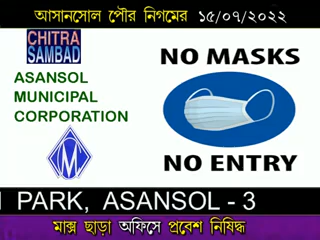 আসানসোল পৌর নিগমের ১৫/০৭/২০২২
CHITRA
SAMBAD
ASANSOL
MUNICIPAL
CORPORATION
NO MASKS
NO ENTRY
PARK, ASANSOL - 3
মাক্স ছাড়া অফিসে প্রবেশ নিষিদ্ধ